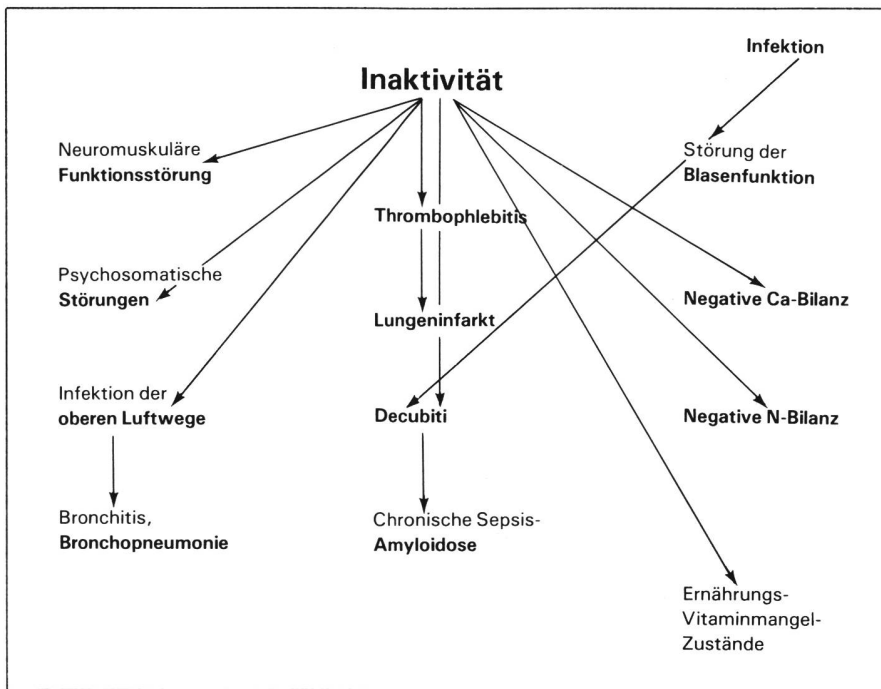 Infektion
Inaktivität
Neuromuskuläre
Funktionsstörung
Störung der
Blasenfunktion
Thrombophlebitis
Psychosomatische
Störungen
Negative Ca-Bilanz
Lungeninfarkt
Infektion der
oberen Luftwege
Decubiti
Negative N-Bilanz
Bronchitis,
Bronchopneumonie
Chronische Sepsis-
Amyloidose
Ernährungs-
Vitaminmangel-
Zustände